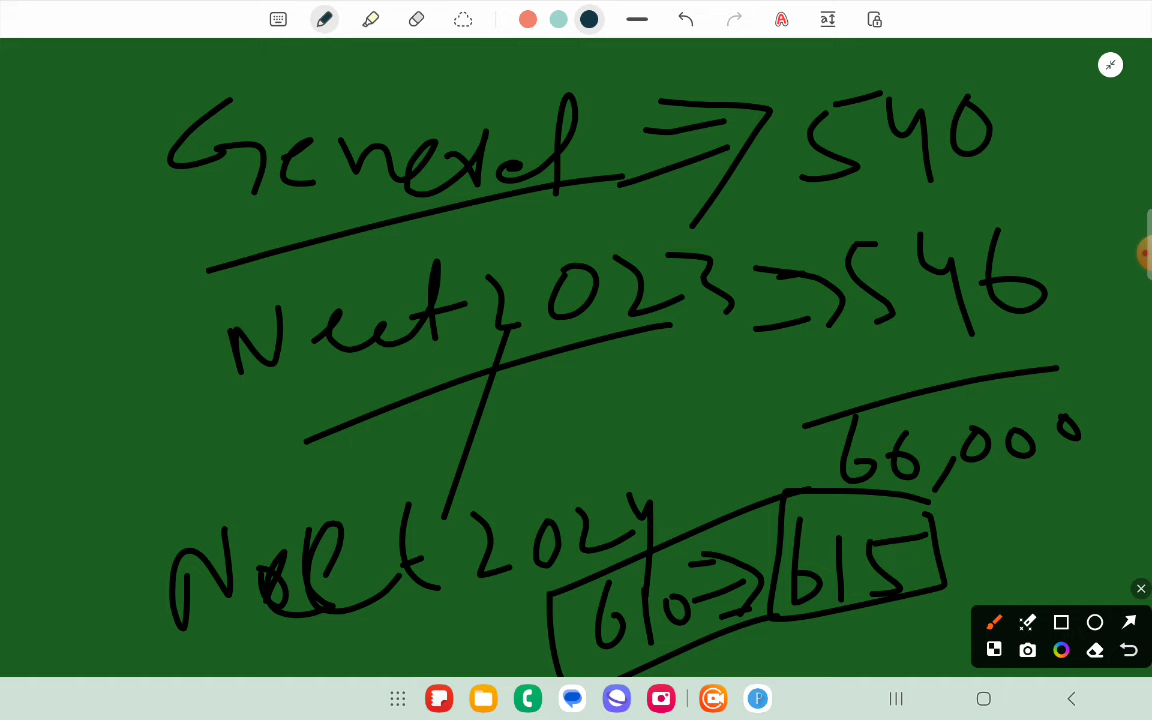 General ⇒ 540
Neet 2023 ⇒ 546
66,000
Neet 2024
610 ⇒ 615